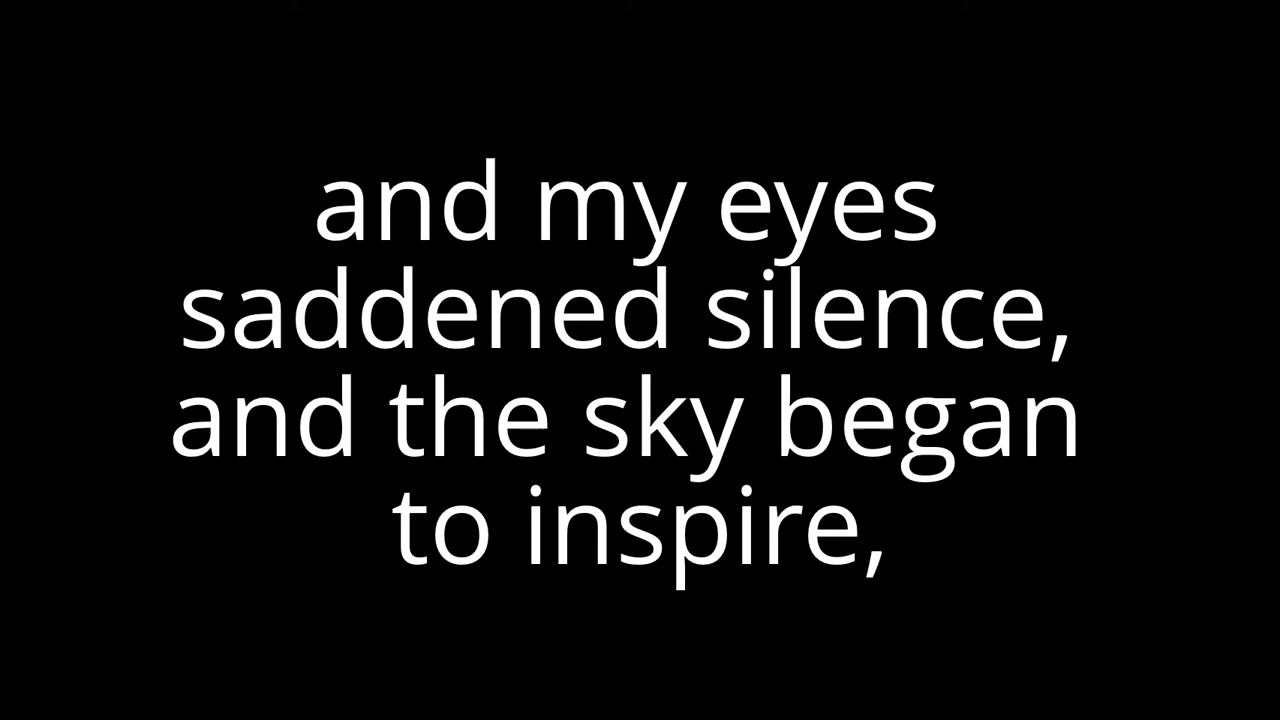 and my eyes
saddened silence,
and the sky began
to inspire,